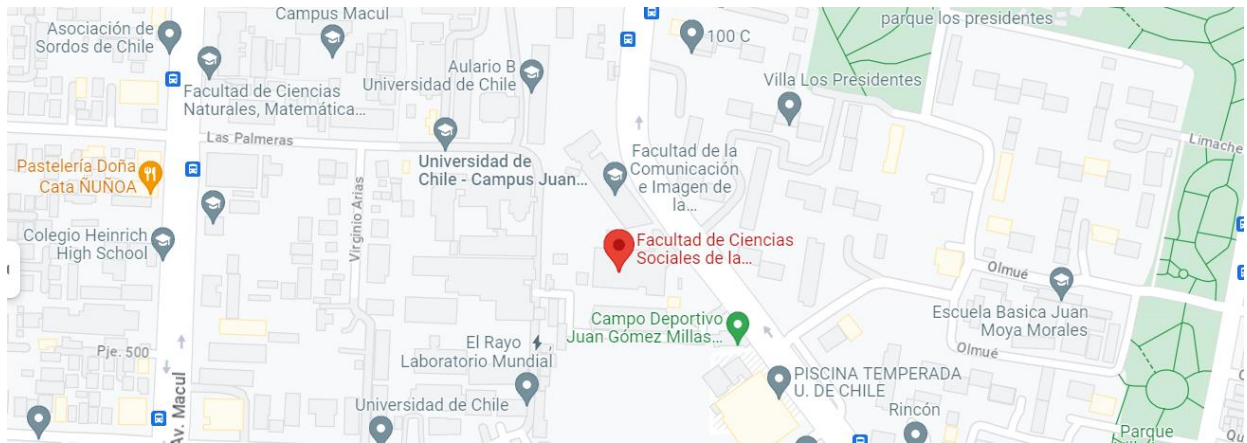 Asociación de
Sordos de Chile
Campus Macul
100 C
parque los presidentes
Aulario B
Universidad de Chile
Villa Los Presidentes
Facultad de Ciencias
Naturales, Matemática...
Las Palmeras
Limache
Universidad de
Chile - Campus Juan...
Facultad de la
Comunicación
e Imagen de
la...
Pastelería Doña
Cata ÑUÑOA
Virginio Arias
Colegio Heinrich
High School
Facultad de Ciencias
Sociales de la...
Olmué
Escuela Basica Juan
Moya Morales
Campo Deportivo
Juan Gómez Millas...
El Rayo
Laboratorio Mundial
Pje. 500
Olmué
PISCINA TEMPERADA
U. DE CHILE
Av. Macul
Universidad de Chile
Rincón
Parque